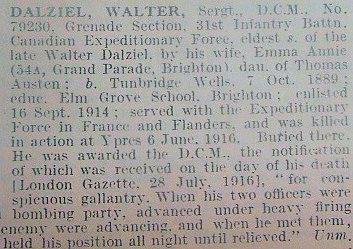 DALZIEL, WALTER, Sergt., D.C.M., No.
79230, Grenade Section, 31st Infantry Battn.
Canadian Expeditionary Force, eldest s. of the
late Walter Dalziel, by his wife, Emma Annie
(54A, Grand Parade, Brighton), dau. of Thomas
Austen; b. Tunbridge Wells, 7 Oct. 1889;
educ. Elm Grove School, Brighton; enlisted
16 Sept. 1914; served with the Expeditionary
Force in France and Flanders, and was killed
in action at Ypres 6 June, 1916. Buried there.
He was awarded the D.C.M., the notification
of which was received on the day of his death
[London Gazette, 28 July, 1916], "for con-
spicuous gallantry. When his two officers were
bombing party, advanced under heavy firing
enemy were advancing, and when he met them,
held his position all night until relieved." Unm.